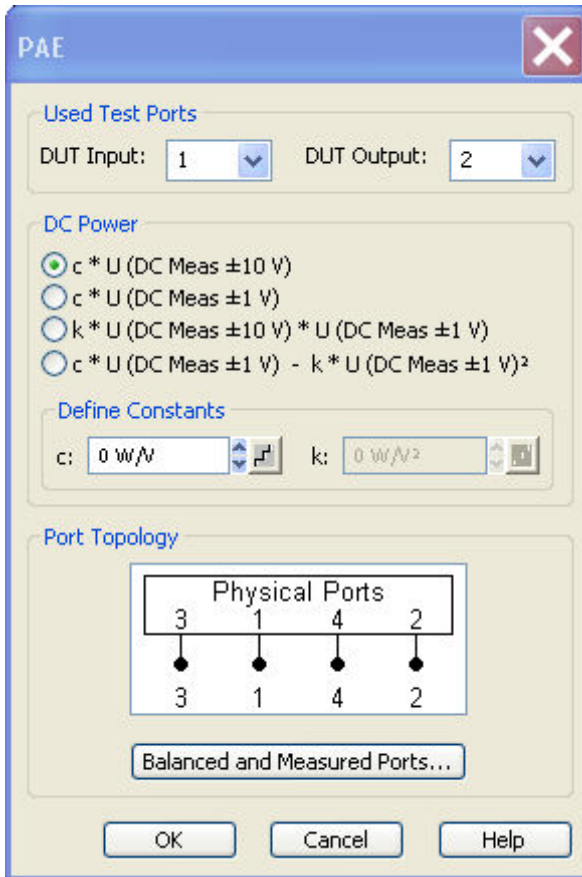 PAE
Used Test Ports
DUT Input: 1 DUT Output: 2
DC Power
c * U (DC Meas ±10 V)
c * U (DC Meas ±1 V)
k * U (DC Meas ±10 V) * U (DC Meas ±1 V)
c * U (DC Meas ±1 V) - k * U (DC Meas ±1 V)²
Define Constants
c: 0 W/V k: 0 W/V²
Port Topology
Physical Ports
3 1 4 2
3 1 4 2
Balanced and Measured Ports...
OK Cancel Help